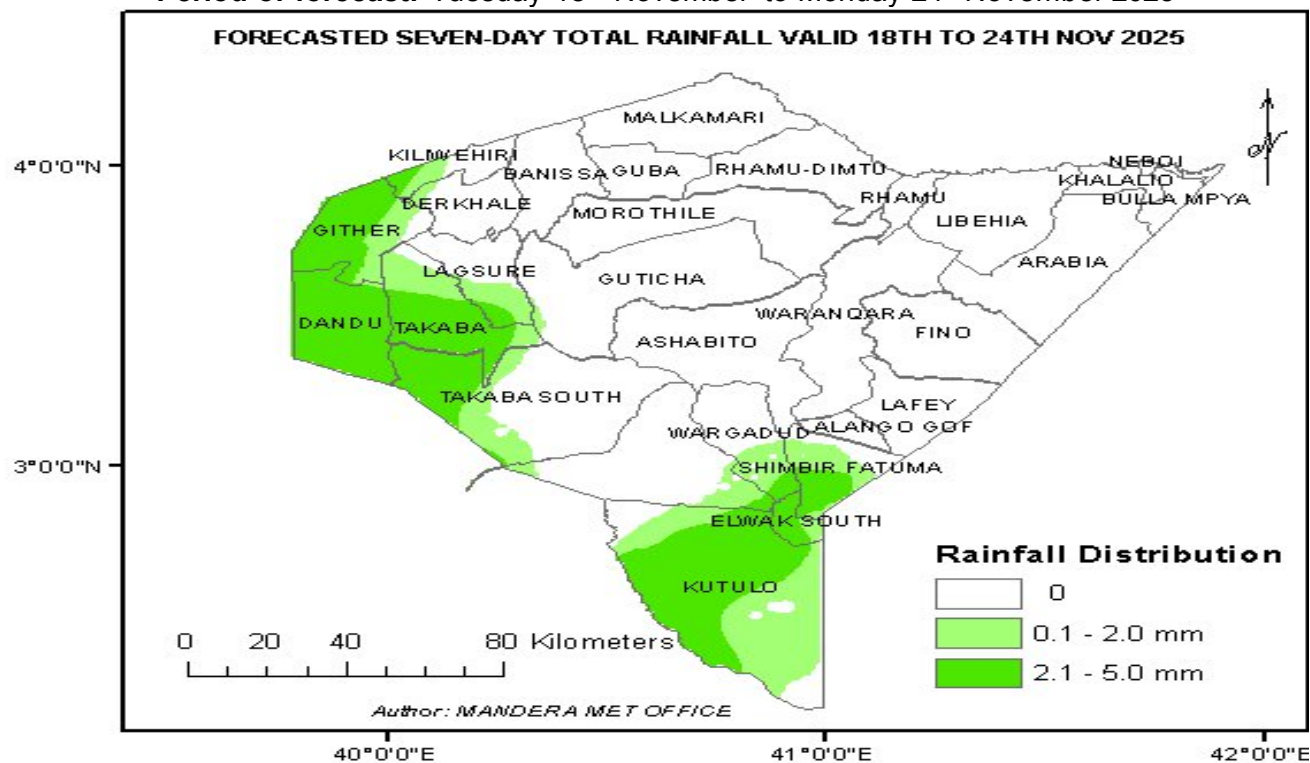 FORECASTED SEVEN-DAY TOTAL RAINFALL VALID 18TH TO 24TH NOV 2025
MALKAMARI
4°0'0"N
KILIWEHIRI
NEBOI
BANISSA
GUBA
RHAMU-DIMTU
KHALALIO
DERKHALE
RHAMU
BULLA MPYA
MOROTHILE
LIBEHIA
GITHER
ARABIA
LAGSURE
GUTICHA
DANDU
TAKABA
WARANQARA
FINO
ASHABITO
TAKABA SOUTH
LAFEY
WARGADUD
ALANGO GOF
3°0'0"N
SHIMBIR FATUMA
ELWAK SOUTH
Rainfall Distribution
KUTULO
0
0.1 - 2.0 mm
2.1 - 5.0 mm
0 20 40 80 Kilometers
Author: MANDERA MET OFFICE
40°0'0"E 41°0'0"E 42°0'0"E